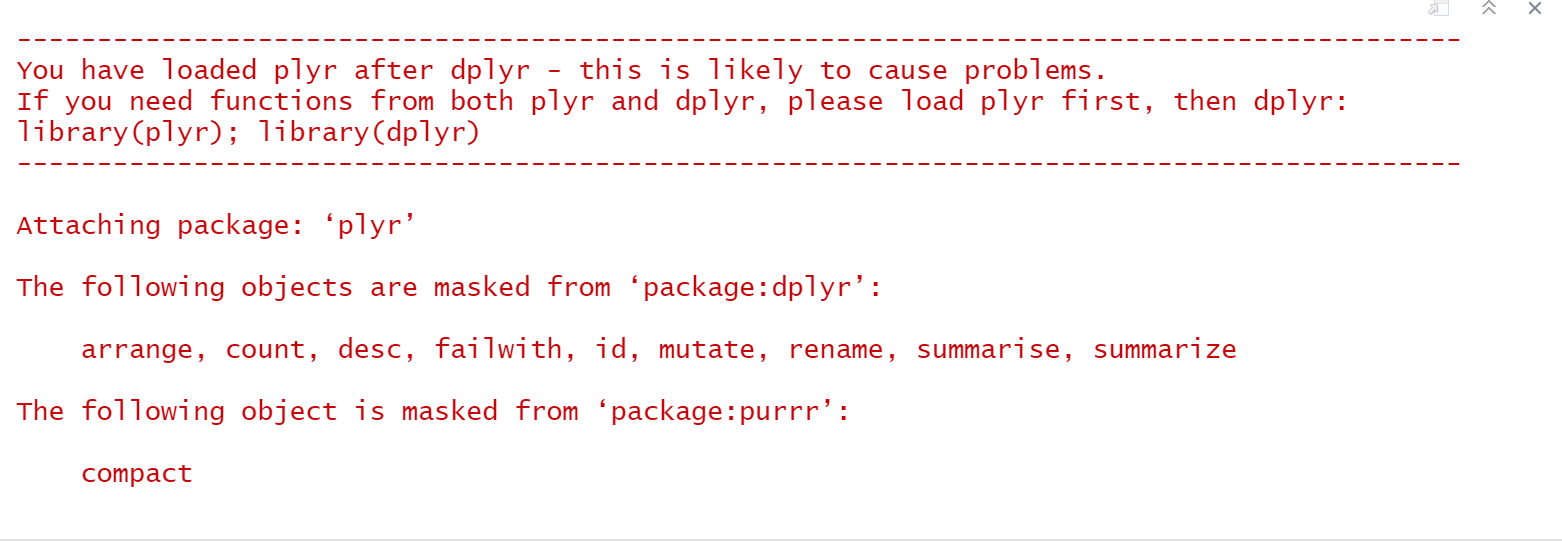 ------------------------------------------------------------------------------------------
You have loaded plyr after dplyr - this is likely to cause problems.
If you need functions from both plyr and dplyr, please load plyr first, then dplyr:
library(plyr); library(dplyr)
------------------------------------------------------------------------------------------
Attaching package: ‘plyr’
The following objects are masked from ‘package:dplyr’:
    arrange, count, desc, failwith, id, mutate, rename, summarise, summarize
The following object is masked from ‘package:purrr’:
    compact